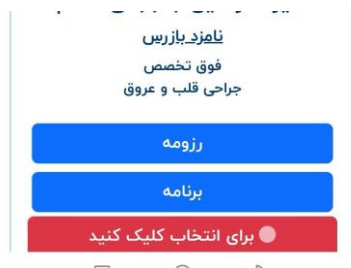 نامزد بازرس
فوق تخصص
جراحی قلب و عروق
رزومه
برنامه
برای انتخاب کلیک کنید